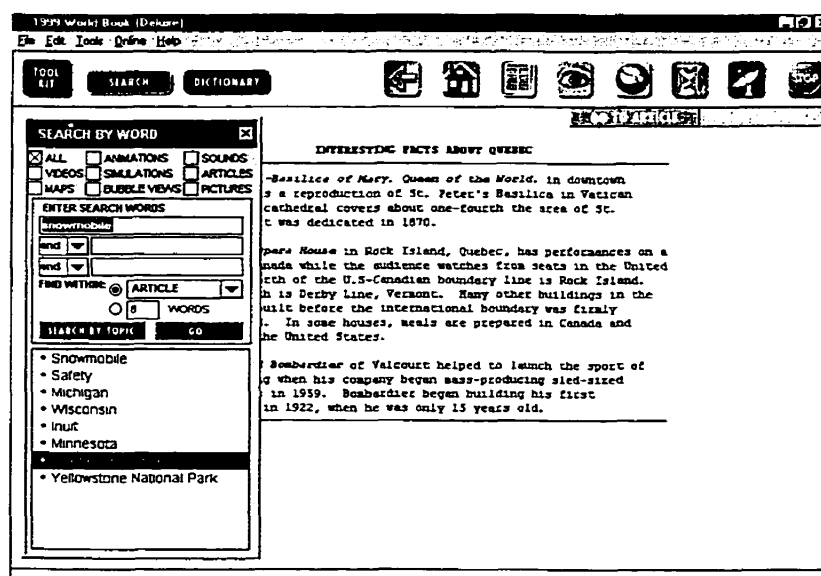 1999 World Book (Deluxe)
File Edit Tools Online Help
TOOL KIT SEARCH DICTIONARY
STOP
SEARCH BY WORD
ALL ANIMATIONS SOUNDS
VIDEOS SIMULATIONS ARTICLES
MAPS BUBBLE VIEWS PICTURES
ENTER SEARCH WORDS
snowmobile
and
and
FIND WITHIN: ARTICLE
8 WORDS
SEARCH BY TOPIC GO
• Snowmobile
• Safety
• Michigan
• Wisconsin
• Inuit
• Minnesota
• Yellowstone National Park
INTERESTING FACTS ABOUT QUEBEC
-Basilica of Mary, Queen of the World, in downtown
s a reproduction of St. Peter's Basilica in Vatican
cathedral covers about one-fourth the area of St.
t was dedicated in 1870.
pera House in Rock Island, Quebec, has performances on a
nada while the audience watches from seats in the United
rth of the U.S-Canadian boundary line is Rock Island.
h is Derby Line, Vermont. Many other buildings in the
uilt before the international boundary was firmly
. In some houses, meals are prepared in Canada and
he United States.
Bombardier of Valcourt helped to launch the sport of
g when his company began mass-producing sled-sized
in 1959. Bombardier began building his first
in 1922, when he was only 15 years old.